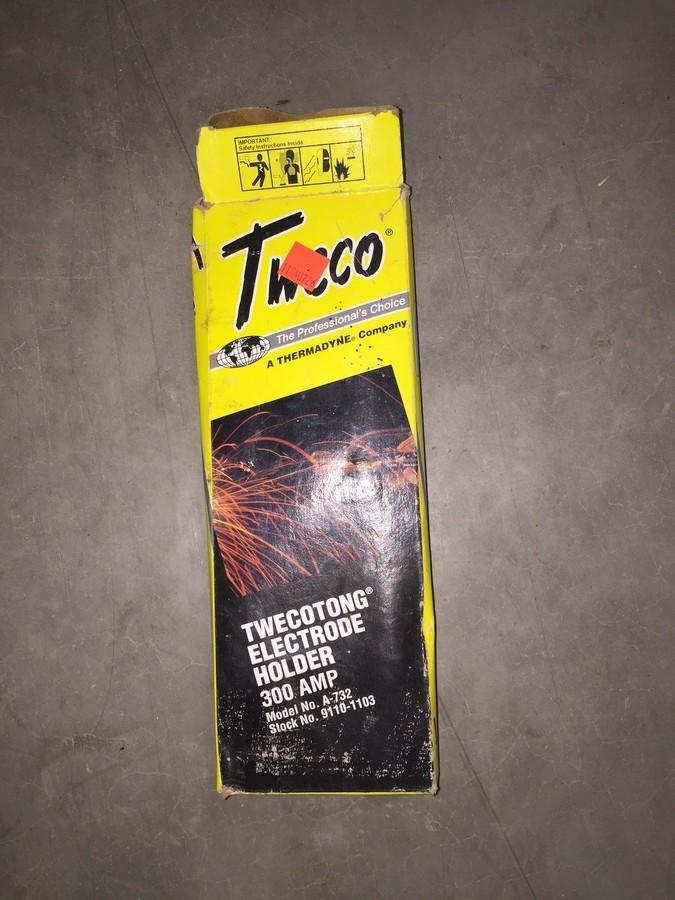 IMPORTANT:
Safety Instructions Inside
Tweco®
The Professional's Choice
A THERMADYNE® Company
TWECOTONG®
ELECTRODE
HOLDER
300 AMP
Model No. A-732
Stock No. 9110-1103